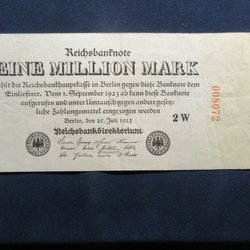 Reichsbanknote
EINE MILLION MARK
zahlt die Reichsbankhauptkasse in Berlin gegen diese Banknote dem
Einlieferer. Vom 1. September 1923 ab kann diese Banknote
aufgerufen und unter Umtausch gegen andere gesetz-
liche Zahlungsmittel eingezogen werden
Berlin, den 25. Juli 1923
Reichsbankdirektorium
2 W
008072